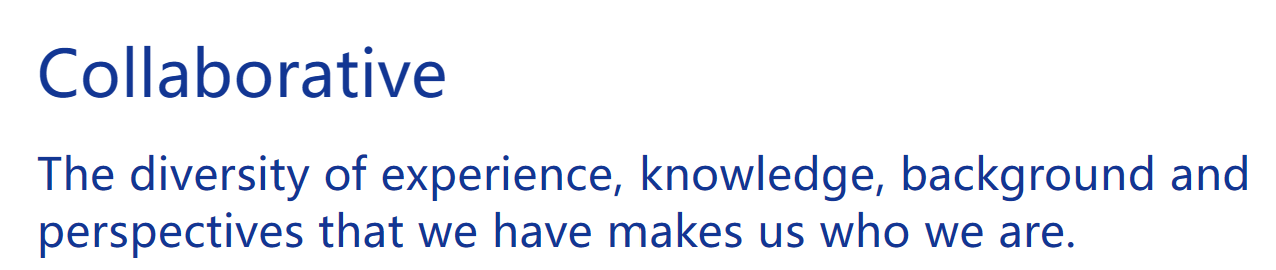 Collaborative
The diversity of experience, knowledge, background and
perspectives that we have makes us who we are.